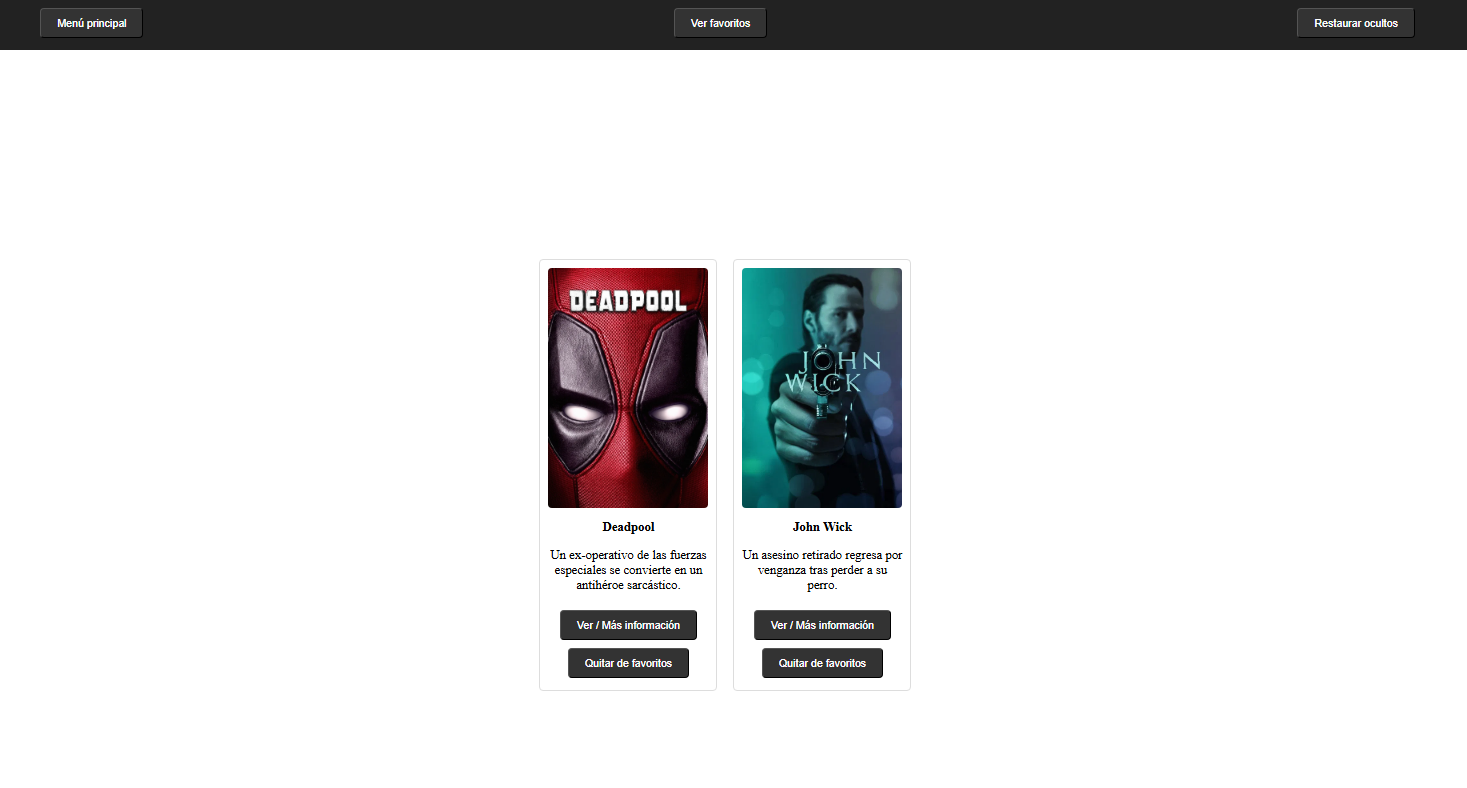 Menú principal
Ver favoritos
Restaurar ocultos
DEADPOOL
Deadpool
Un ex-operativo de las fuerzas
especiales se convierte en un
antihéroe sarcástico.
Ver / Más información
Quitar de favoritos
JOHN
WICK
John Wick
Un asesino retirado regresa por
venganza tras perder a su
perro.
Ver / Más información
Quitar de favoritos